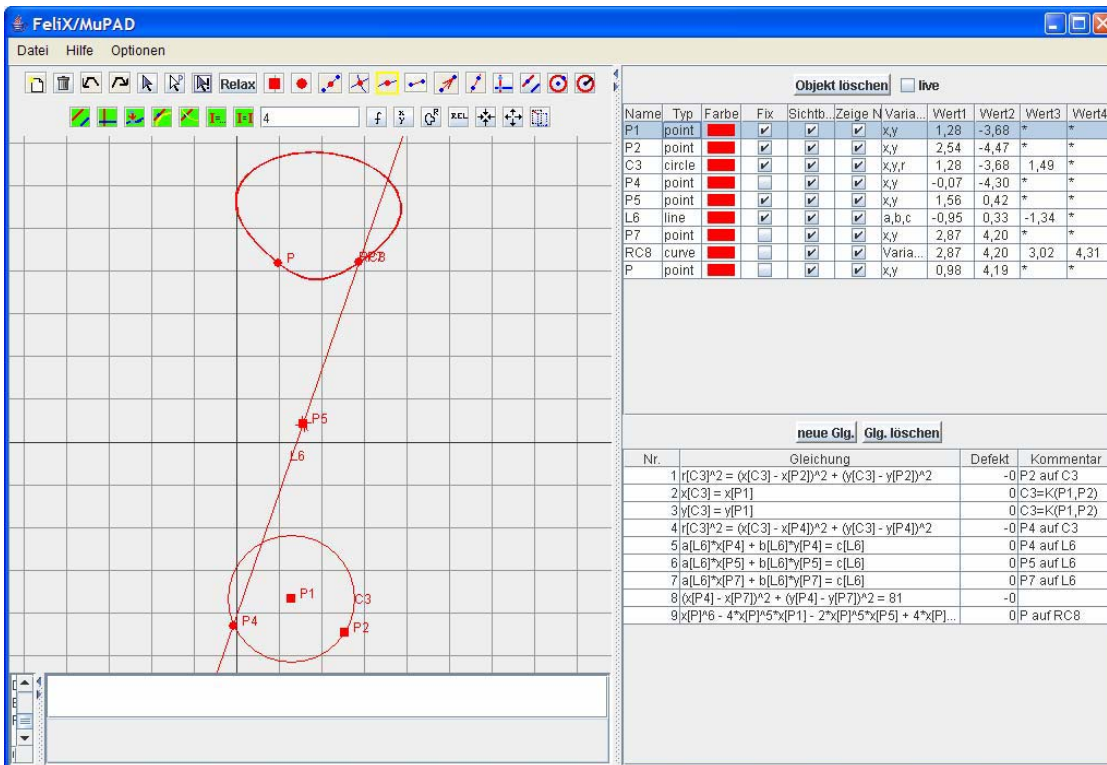 FeliX/MuPAD
Datei Hilfe Optionen
Relax
4
f
REL
P
P5
L6
P1
C3
P4
P2
Objekt löschen live
Name Typ Farbe Fix Sichtb... Zeige N Varia... Wert1 Wert2 Wert3 Wert4
P1 point x,y 1,28 -3,68 * *
P2 point x,y 2,54 -4,47 * *
C3 circle x,y,r 1,28 -3,68 1,49 *
P4 point x,y -0,07 -4,30 * *
P5 point x,y 1,56 0,42 * *
L6 line a,b,c -0,95 0,33 -1,34 *
P7 point x,y 2,87 4,20 * *
RC8 curve Varia... 2,87 4,20 3,02 4,31
P point x,y 0,98 4,19 * *
neue Glg. Glg. löschen
Nr. Gleichung Defekt Kommentar
1 r[C3]^2 = (x[C3] - x[P2])^2 + (y[C3] - y[P2])^2 -0 P2 auf C3
2 x[C3] = x[P1] 0 C3=K(P1,P2)
3 y[C3] = y[P1] 0 C3=K(P1,P2)
4 r[C3]^2 = (x[C3] - x[P4])^2 + (y[C3] - y[P4])^2 -0 P4 auf C3
5 a[L6]*x[P4] + b[L6]*y[P4] = c[L6] 0 P4 auf L6
6 a[L6]*x[P5] + b[L6]*y[P5] = c[L6] 0 P5 auf L6
7 a[L6]*x[P7] + b[L6]*y[P7] = c[L6] 0 P7 auf L6
8 (x[P4] - x[P7])^2 + (y[P4] - y[P7])^2 = 81 -0
9 x[P]^6 - 4*x[P]^5*x[P1] - 2*x[P]^5*x[P5] + 4*x[P]... 0 P auf RC8